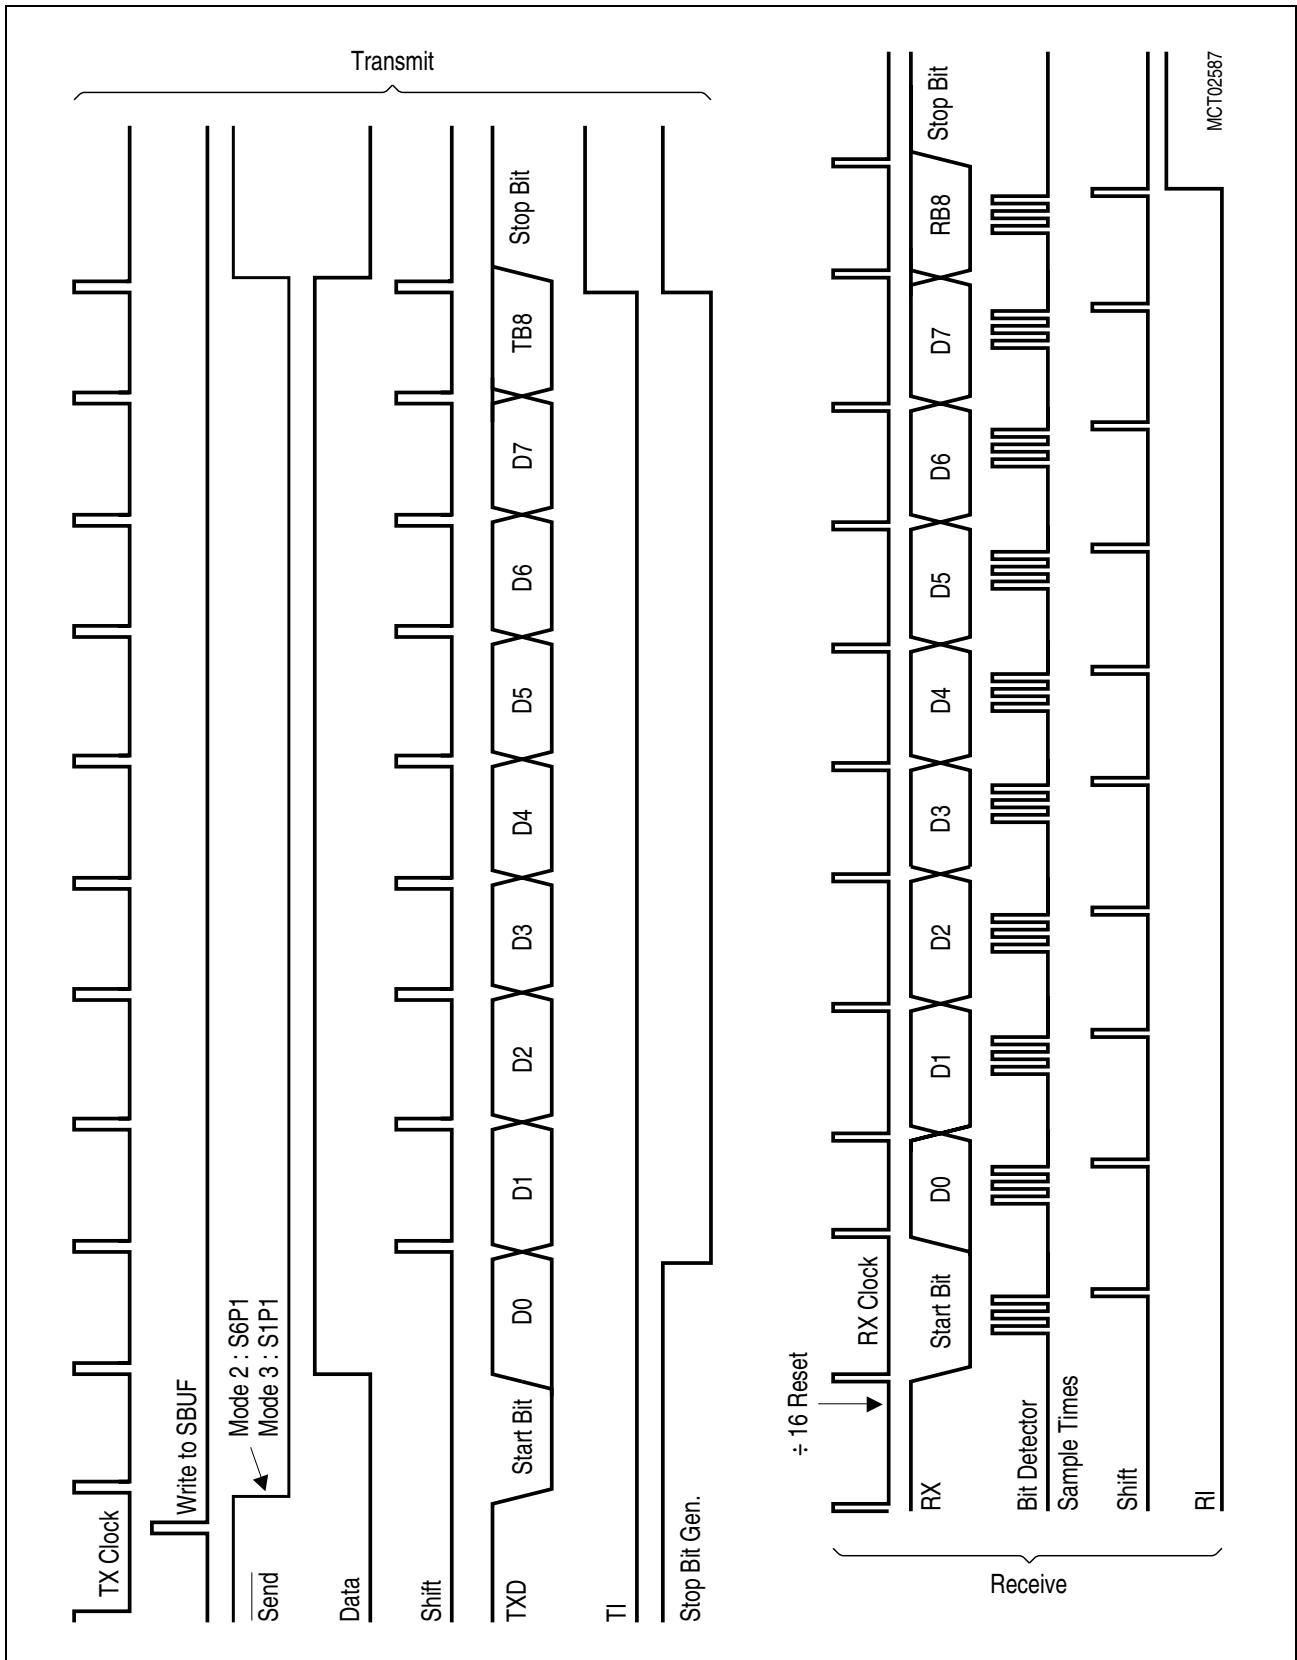 Transmit
TX Clock
Write to SBUF
Mode 2 : S6P1
Mode 3 : S1P1
Send
Data
Shift
TXD
Start Bit
D0
D1
D2
D3
D4
D5
D6
D7
TB8
Stop Bit
TI
Stop Bit Gen.
÷ 16 Reset
RX Clock
RX
Start Bit
D0
D1
D2
D3
D4
D5
D6
D7
RB8
Stop Bit
Bit Detector
Sample Times
Shift
RI
Receive
MCT02587